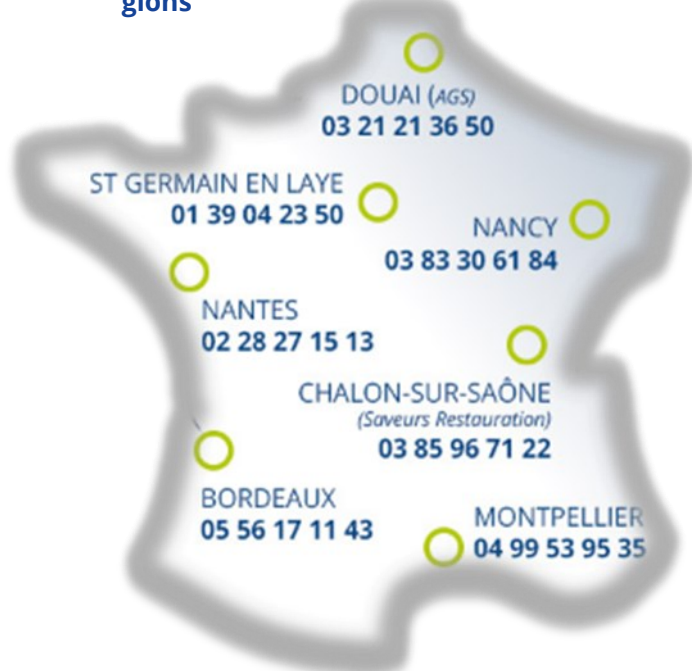 gions
DOUAI (AGS)
03 21 21 36 50
ST GERMAIN EN LAYE
01 39 04 23 50
NANCY
03 83 30 61 84
NANTES
02 28 27 15 13
CHALON-SUR-SAÔNE
(Saveurs Restauration)
03 85 96 71 22
BORDEAUX
05 56 17 11 43
MONTPELLIER
04 99 53 95 35